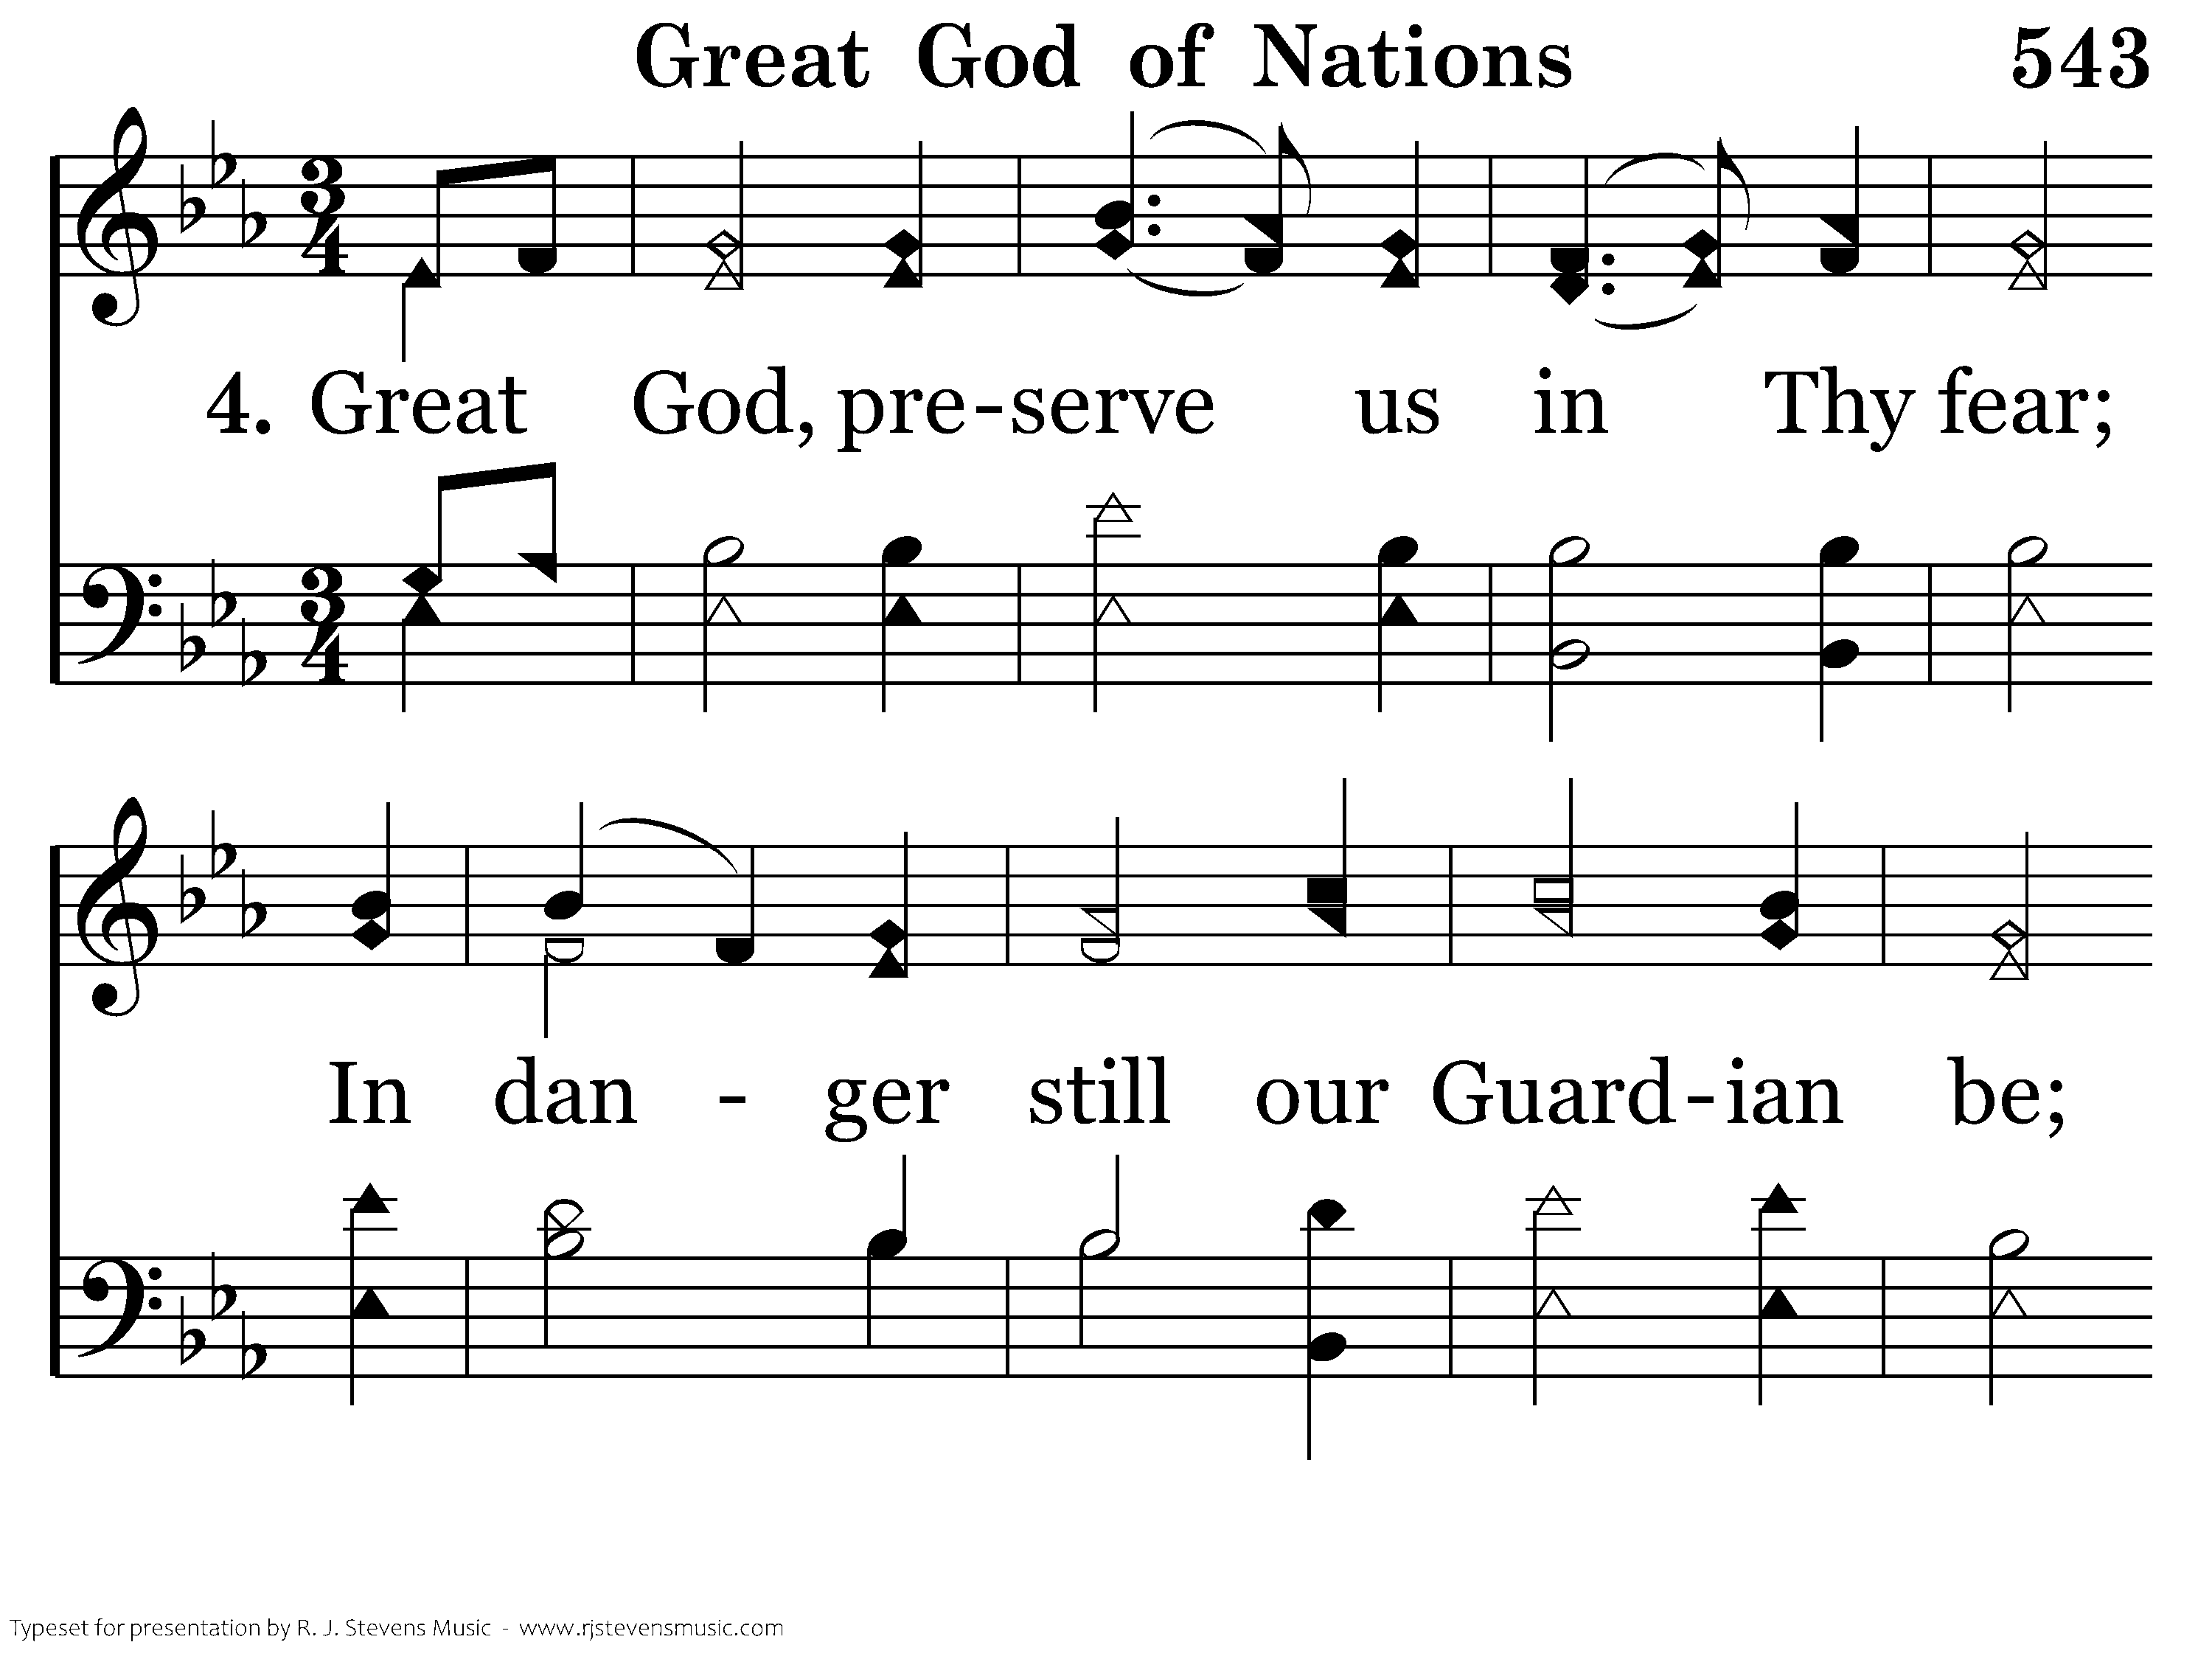 Great God of Nations 543
4. Great God, pre-serve us in Thy fear;
In dan - ger still our Guard-ian be;
Typeset for presentation by R. J. Stevens Music - www.rjstevensmusic.com